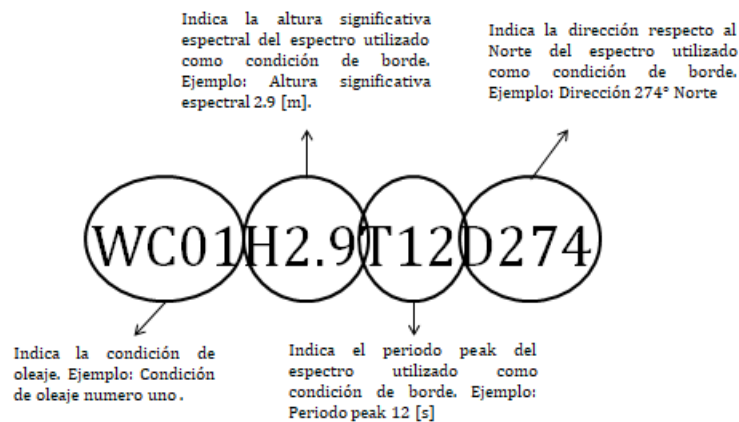 Indica la altura significativa
espectral del espectro utilizado
como condición de borde.
Ejemplo: Altura significativa
espectral 2.9 [m].
Indica la dirección respecto al
Norte del espectro utilizado
como condición de borde.
Ejemplo: Dirección 274° Norte
WC01H2.9T12D274
Indica la condición de
oleaje. Ejemplo: Condición
de oleaje numero uno.
Indica el periodo peak del
espectro utilizado como
condición de borde. Ejemplo:
Periodo peak 12 [s]